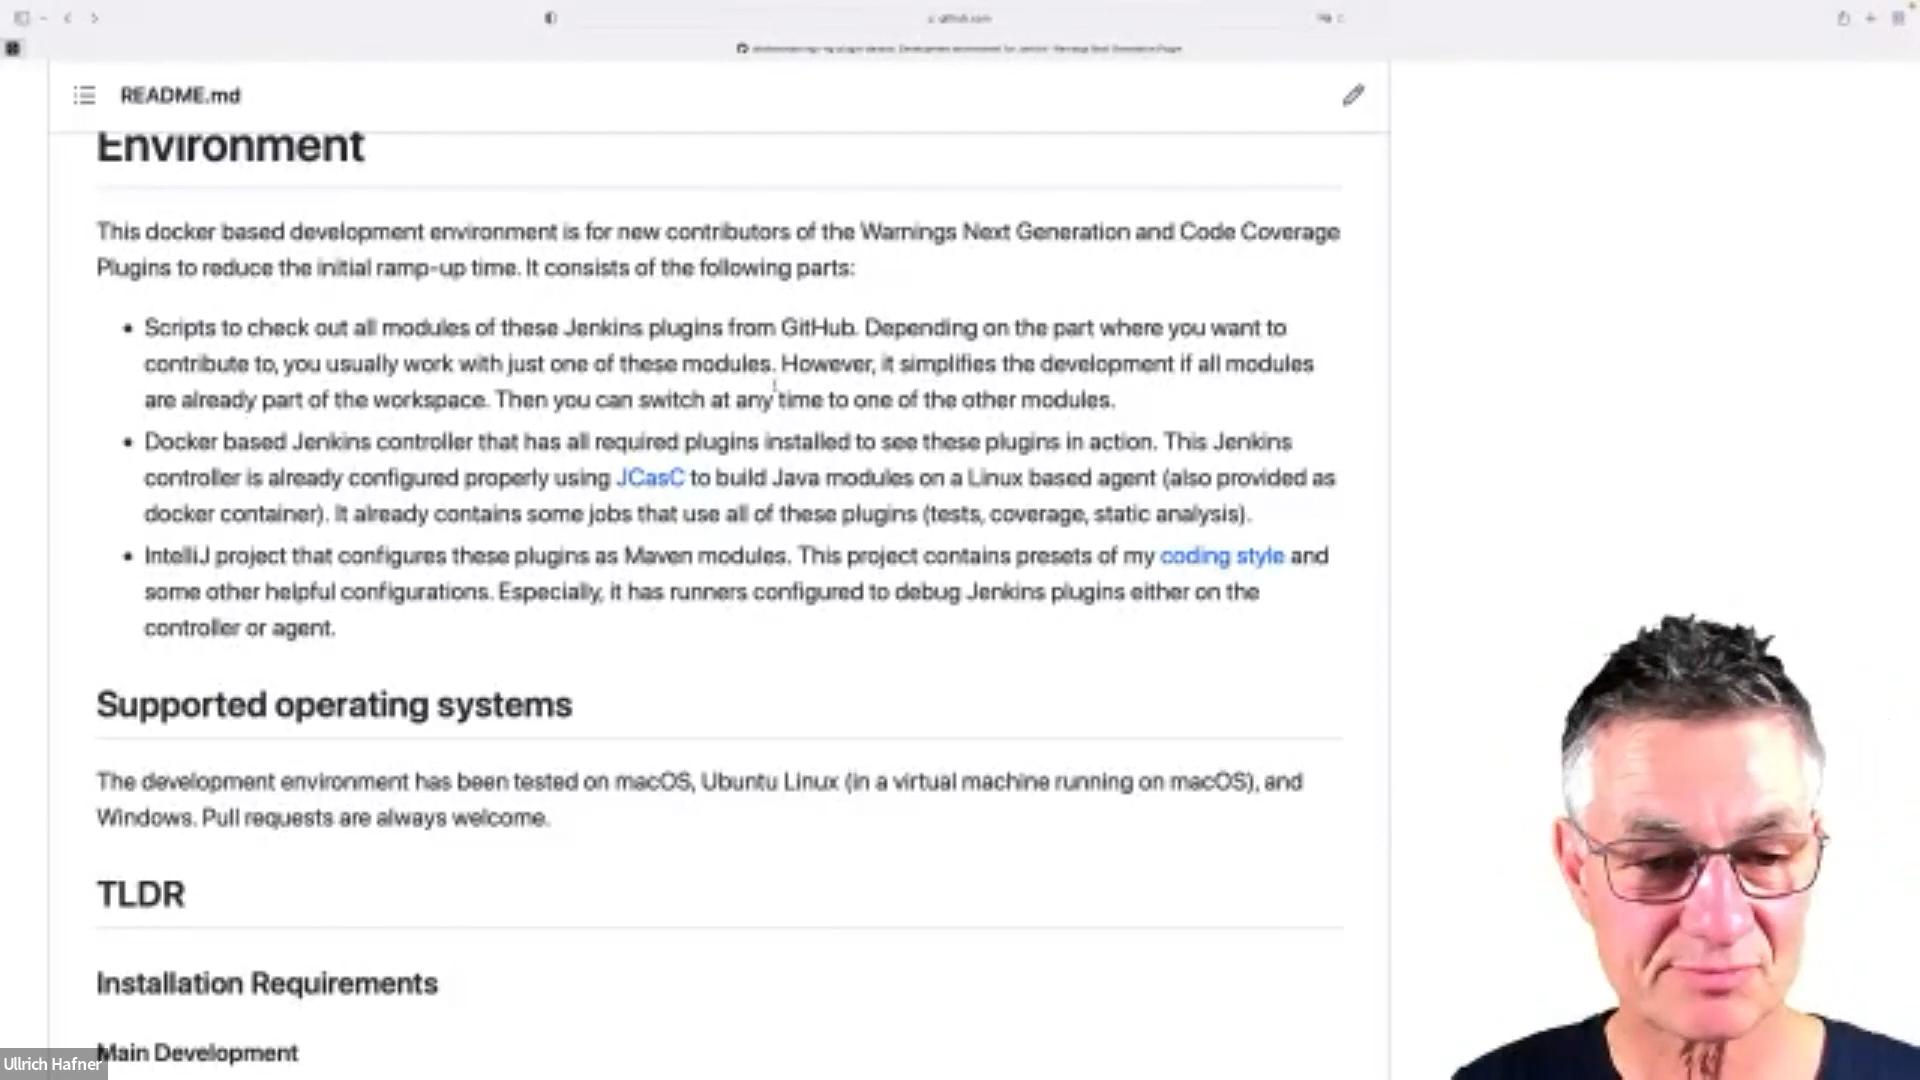 github.com
README.md
Environment
This docker based development environment is for new contributors of the Warnings Next Generation and Code Coverage
Plugins to reduce the initial ramp-up time. It consists of the following parts:
• Scripts to check out all modules of these Jenkins plugins from GitHub. Depending on the part where you want to
contribute to, you usually work with just one of these modules. However, it simplifies the development if all modules
are already part of the workspace. Then you can switch at any time to one of the other modules.
• Docker based Jenkins controller that has all required plugins installed to see these plugins in action. This Jenkins
controller is already configured properly using JCasC to build Java modules on a Linux based agent (also provided as
docker container). It already contains some jobs that use all of these plugins (tests, coverage, static analysis).
• IntelliJ project that configures these plugins as Maven modules. This project contains presets of my coding style and
some other helpful configurations. Especially, it has runners configured to debug Jenkins plugins either on the
controller or agent.
Supported operating systems
The development environment has been tested on macOS, Ubuntu Linux (in a virtual machine running on macOS), and
Windows. Pull requests are always welcome.
TLDR
Installation Requirements
Main Development
Ullrich Hafner